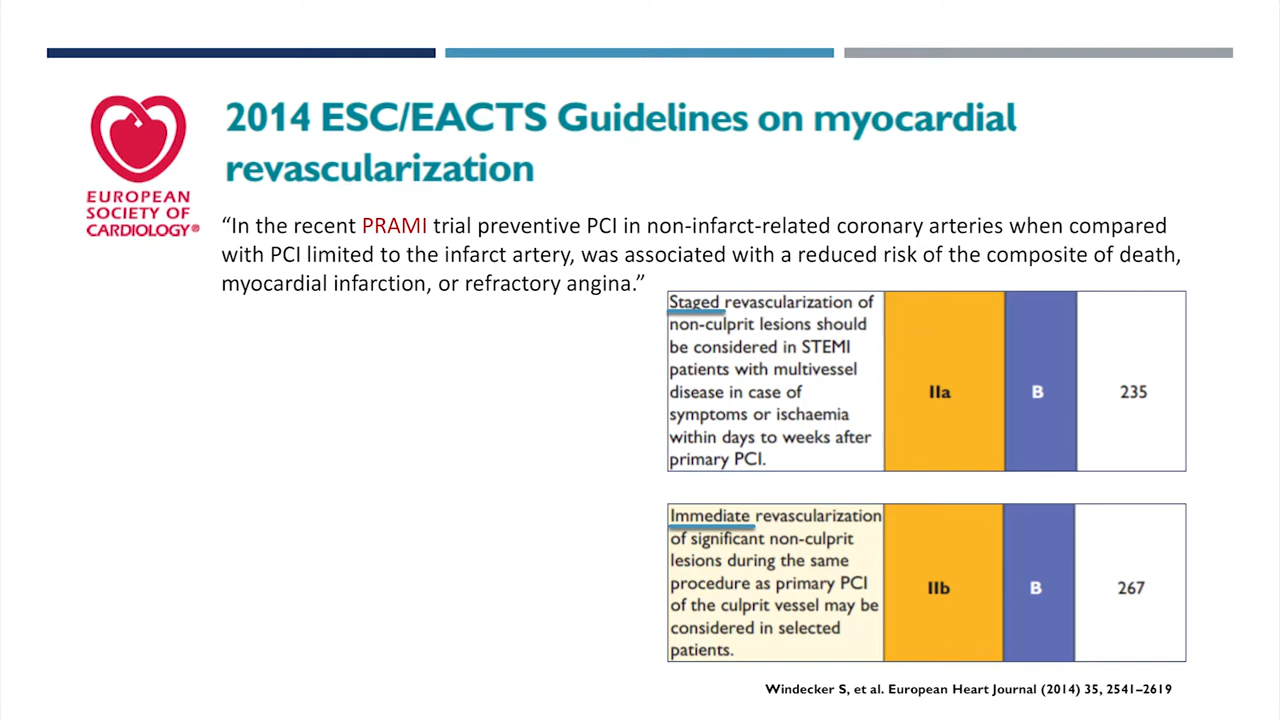 2014 ESC/EACTS Guidelines on myocardial
revascularization
EUROPEAN
SOCIETY OF
CARDIOLOGY®
“In the recent PRAMI trial preventive PCI in non-infarct-related coronary arteries when compared
with PCI limited to the infarct artery, was associated with a reduced risk of the composite of death,
myocardial infarction, or refractory angina.”
Staged revascularization of
non-culprit lesions should
be considered in STEMI
patients with multivessel
disease in case of
symptoms or ischaemia
within days to weeks after
primary PCI.
IIa
B
235
Immediate revascularization
of significant non-culprit
lesions during the same
procedure as primary PCI
of the culprit vessel may be
considered in selected
patients.
IIb
B
267
Windecker S, et al. European Heart Journal (2014) 35, 2541–2619